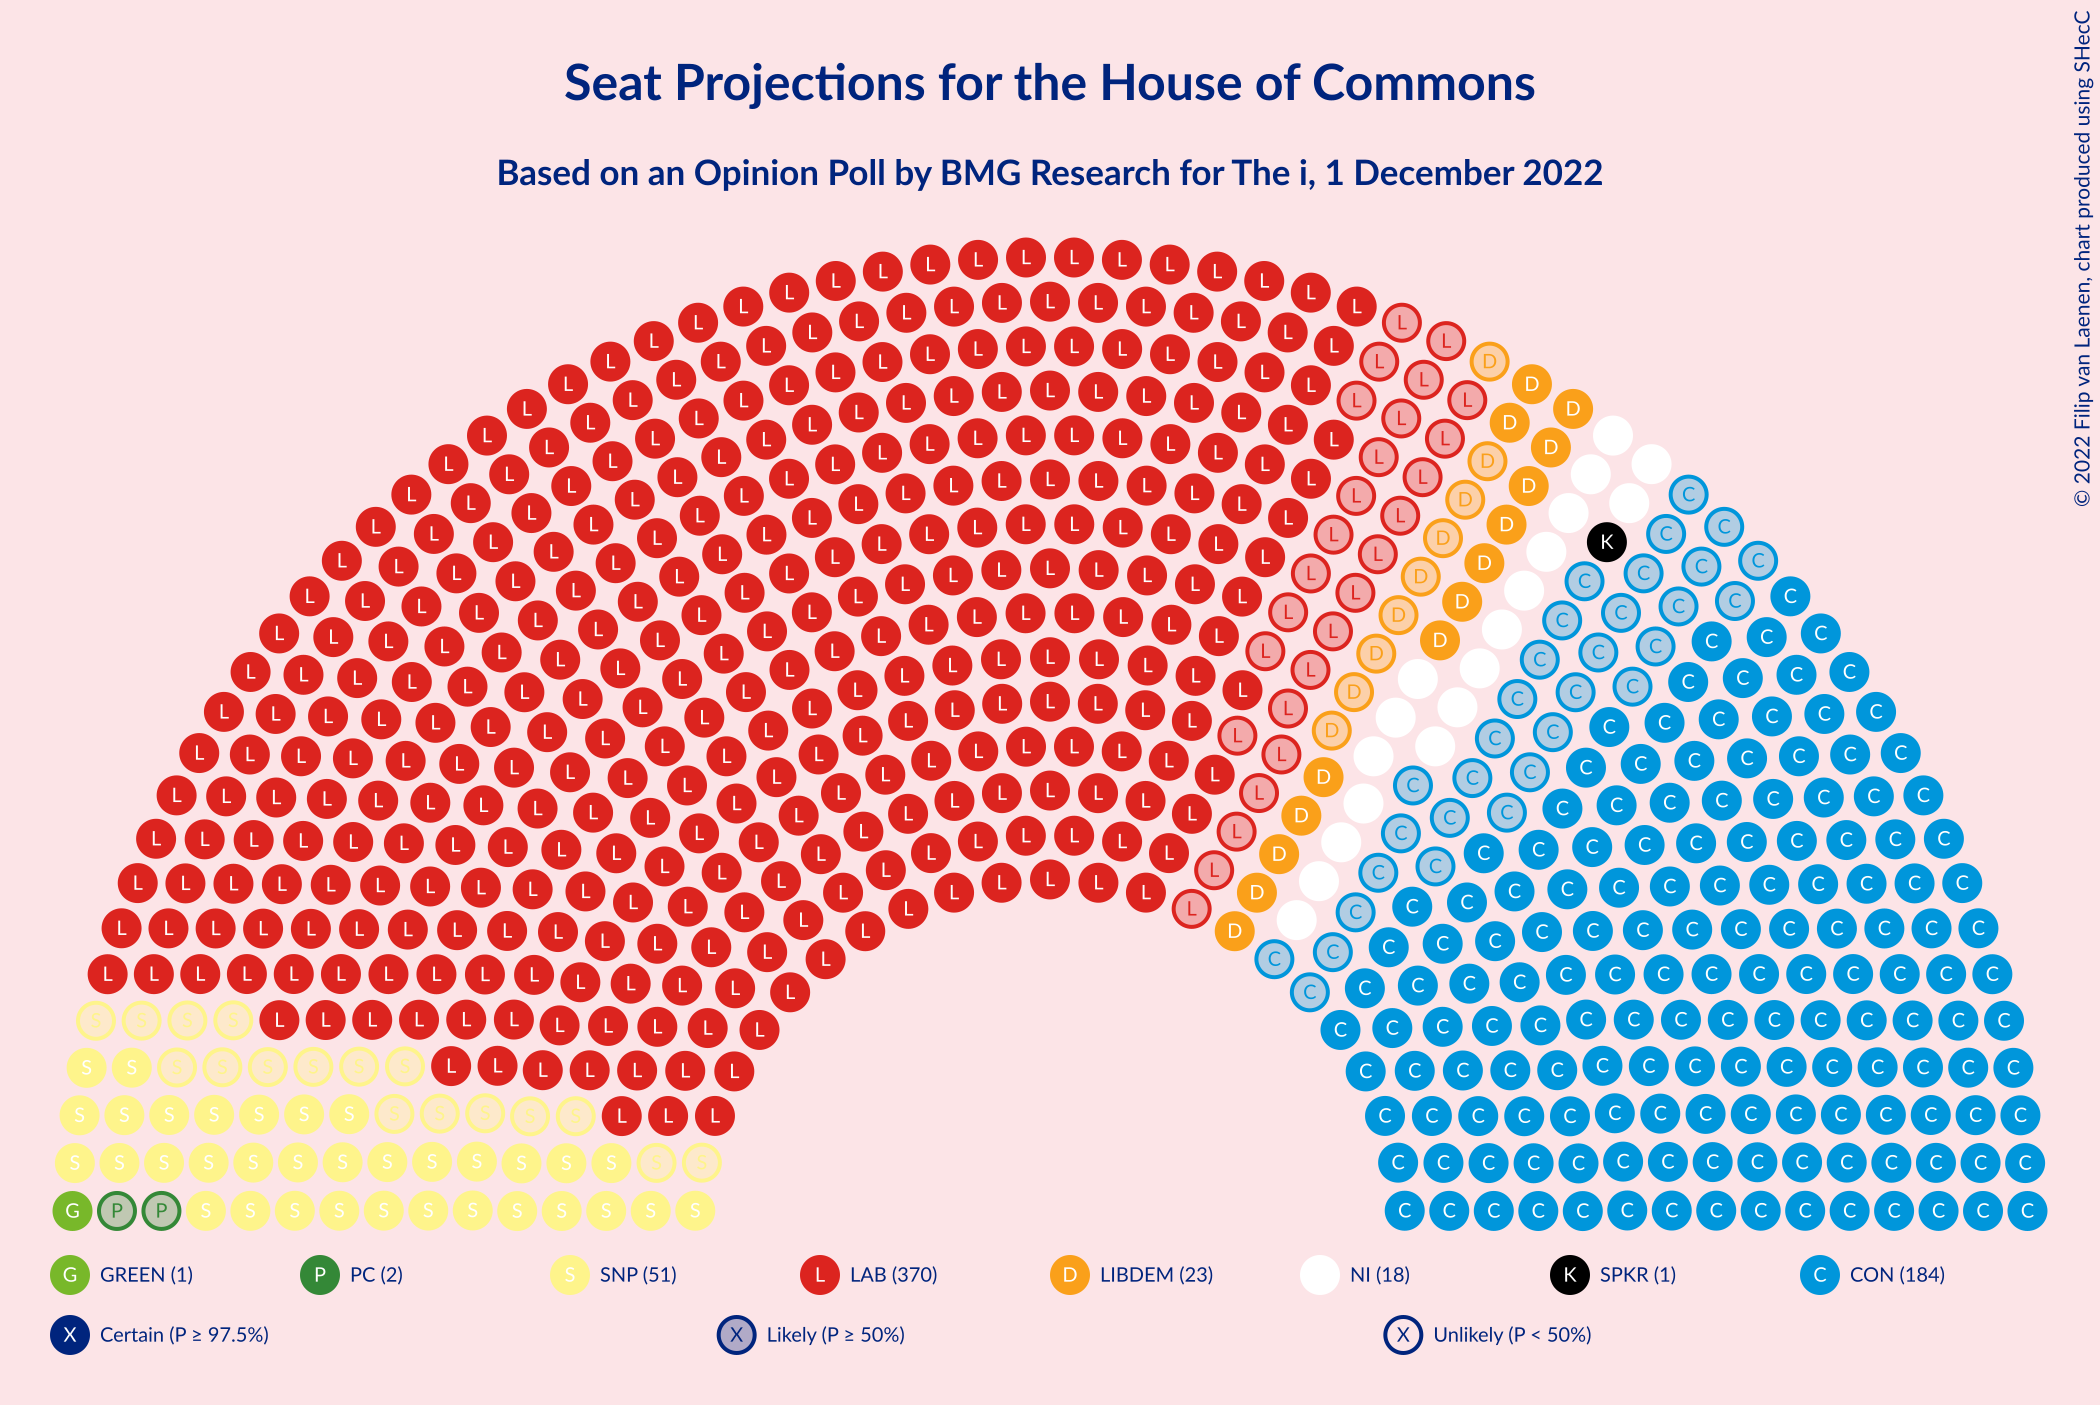 Seat Projections for the House of Commons
Based on an Opinion Poll by BMG Research for The i, 1 December 2022
© 2022 Filip van Laenen, chart produced using SHecC
G GREEN (1)
P PC (2)
S SNP (51)
L LAB (370)
D LIBDEM (23)
NI (18)
K SPKR (1)
C CON (184)
X Certain (P ≥ 97.5%)
X Likely (P ≥ 50%)
X Unlikely (P < 50%)